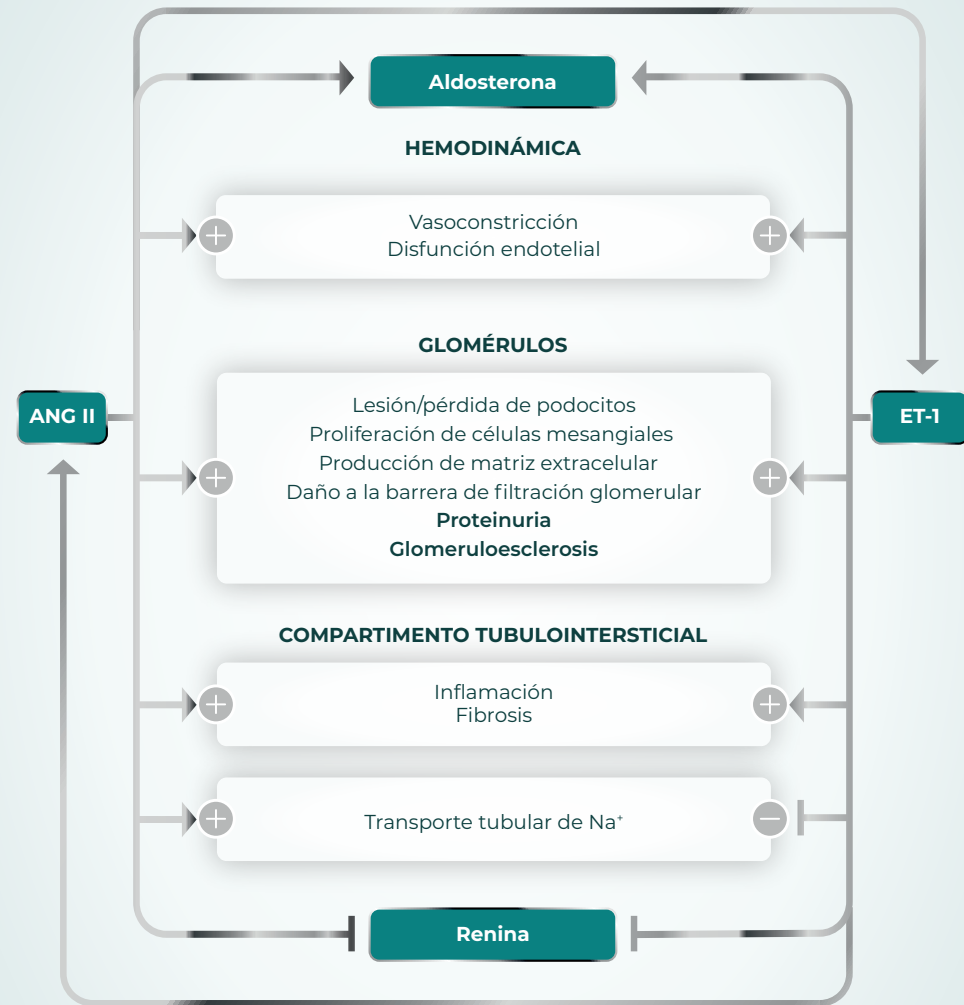 Aldosterona
HEMODINÁMICA
Vasoconstricción
Disfunción endotelial
GLOMÉRULOS
ANG II
Lesión/pérdida de podocitos
Proliferación de células mesangiales
Producción de matriz extracelular
Daño a la barrera de filtración glomerular
Proteinuria
Glomeruloesclerosis
ET-1
COMPARTIMENTO TUBULOINTERSTICIAL
Inflamación
Fibrosis
Transporte tubular de Na⁺
Renina